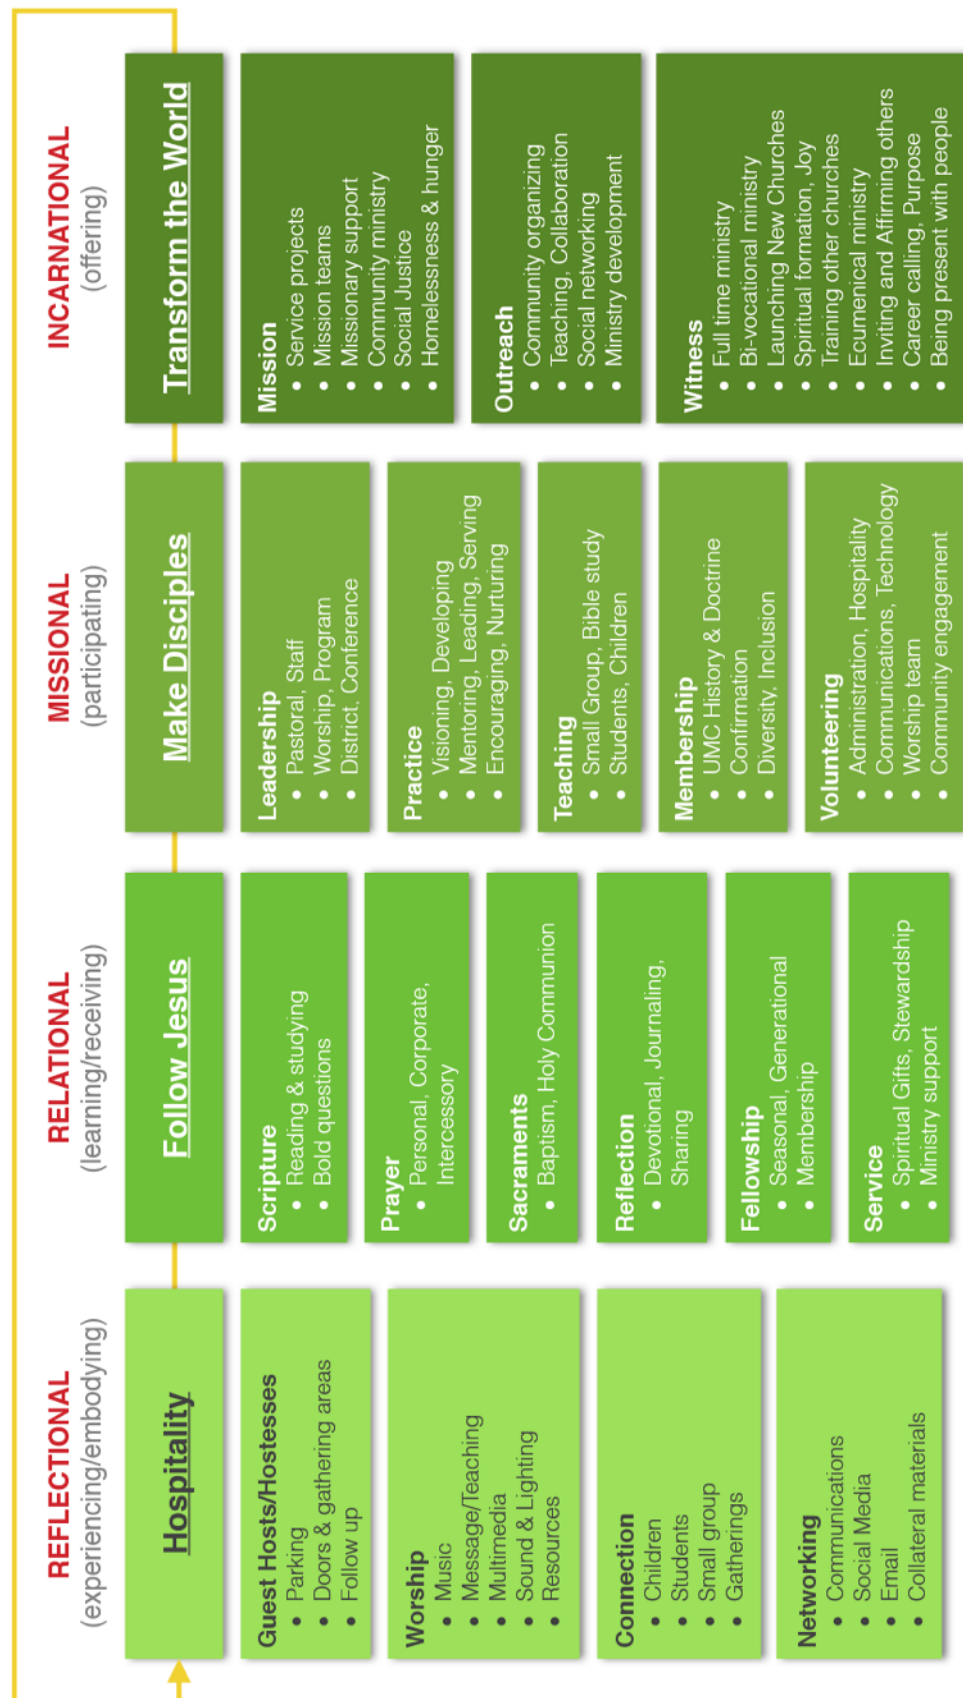 REFLECTIONAL
(experiencing/embodying)
Hospitality
Guest Hosts/Hostesses
• Parking
• Doors & gathering areas
• Follow up
Worship
• Music
• Message/Teaching
• Multimedia
• Sound & Lighting
• Resources
Connection
• Children
• Students
• Small group
• Gatherings
Networking
• Communications
• Social Media
• Email
• Collateral materials
RELATIONAL
(learning/receiving)
Follow Jesus
Scripture
• Reading & studying
• Bold questions
Prayer
• Personal, Corporate,
Intercessory
Sacraments
• Baptism, Holy Communion
Reflection
• Devotional, Journaling,
Sharing
Fellowship
• Seasonal, Generational
• Membership
Service
• Spiritual Gifts, Stewardship
• Ministry support
MISSIONAL
(participating)
Make Disciples
Leadership
• Pastoral, Staff
• Worship, Program
• District, Conference
Practice
• Visioning, Developing
• Mentoring, Leading, Serving
• Encouraging, Nurturing
Teaching
• Small Group, Bible study
• Students, Children
Membership
• UMC History & Doctrine
• Confirmation
• Diversity, Inclusion
Volunteering
• Administration, Hospitality
• Communications, Technology
• Worship team
• Community engagement
INCARNATIONAL
(offering)
Transform the World
Mission
• Service projects
• Mission teams
• Missionary support
• Community ministry
• Social Justice
• Homelessness & hunger
Outreach
• Community organizing
• Teaching, Collaboration
• Social networking
• Ministry development
Witness
• Full time ministry
• Bi-vocational ministry
• Launching New Churches
• Spiritual formation, Joy
• Training other churches
• Ecumenical ministry
• Inviting and Affirming others
• Career calling, Purpose
• Being present with people